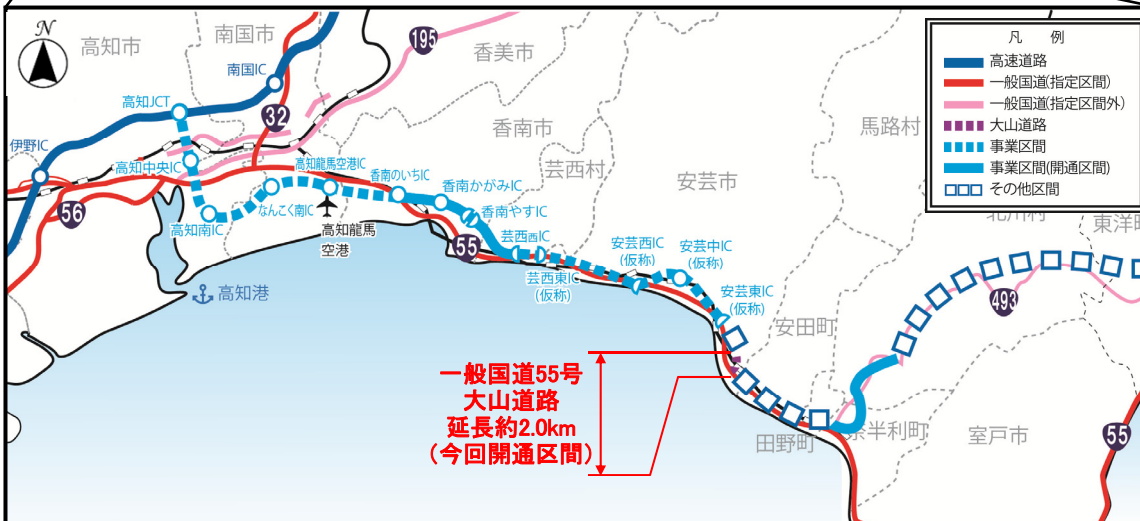 N
高知市
南国市
195
香美市
凡　例
高速道路
一般国道(指定区間)
一般国道(指定区間外)
大山道路
事業区間
事業区間(開通区間)
その他区間
南国IC
高知JCT
32
香南市
馬路村
伊野IC
高知中央IC
高知龍馬空港IC
香南のいちIC
芸西村
安芸市
香南かがみIC
56
なんこく南IC
香南やすIC
北川村
東洋町
高知南IC
高知龍馬
空港
55
芸西西IC
安芸西IC
(仮称)
安芸中IC
(仮称)
芸西東IC
(仮称)
安芸東IC
(仮称)
高知港
493
安田町
一般国道55号
大山道路
延長約2.0km
(今回開通区間)
田野町
奈半利町
室戸市
55